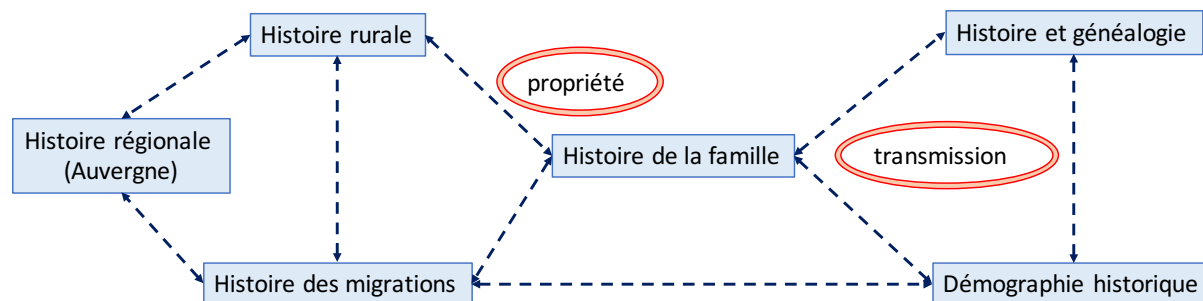 Histoire rurale
Histoire et généalogie
propriété
Histoire régionale
(Auvergne)
Histoire de la famille
transmission
Histoire des migrations
Démographie historique